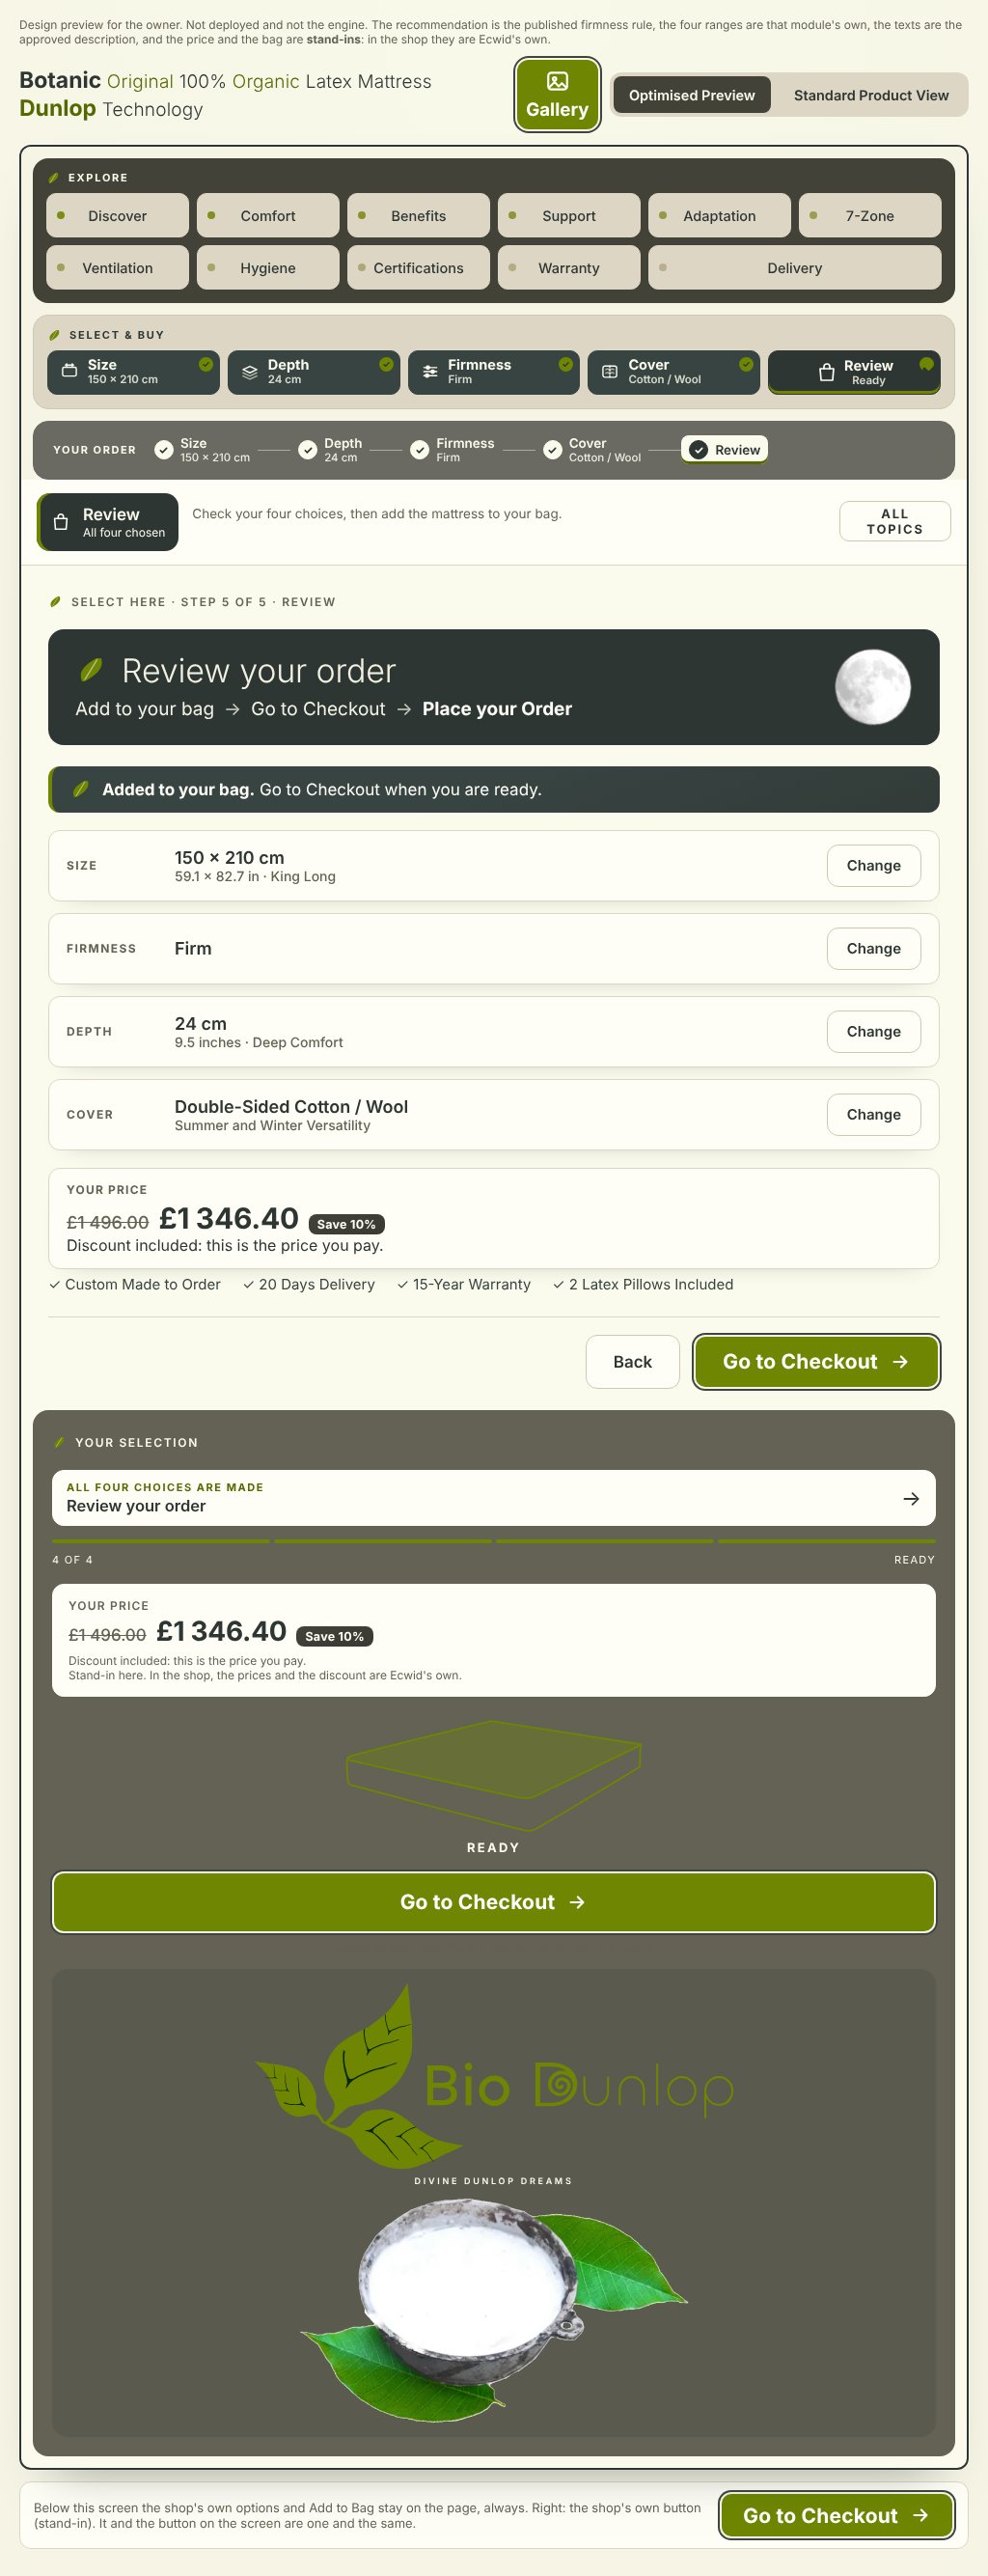 Design preview for the owner. Not deployed and not the engine. The recommendation is the published firmness rule, the four ranges are that module's own, the texts are the
approved description, and the price and the bag are stand-ins: in the shop they are Ecwid's own.
Botanic Original 100% Organic Latex Mattress
Dunlop Technology
Gallery
Optimised Preview
Standard Product View
EXPLORE
Discover
Comfort
Benefits
Support
Adaptation
7-Zone
Ventilation
Hygiene
Certifications
Warranty
Delivery
SELECT & BUY
Size
150 × 210 cm
Depth
24 cm
Firmness
Firm
Cover
Cotton / Wool
Review
Ready
YOUR ORDER
Size
150 × 210 cm
Depth
24 cm
Firmness
Firm
Cover
Cotton / Wool
Review
Review
All four chosen
Check your four choices, then add the mattress to your bag.
ALL
TOPICS
SELECT HERE · STEP 5 OF 5 · REVIEW
Review your order
Add to your bag → Go to Checkout → Place your Order
Added to your bag. Go to Checkout when you are ready.
SIZE
150 × 210 cm
59.1 × 82.7 in · King Long
Change
FIRMNESS
Firm
Change
DEPTH
24 cm
9.5 inches · Deep Comfort
Change
COVER
Double-Sided Cotton / Wool
Summer and Winter Versatility
Change
YOUR PRICE
£1 496.00 £1 346.40 Save 10%
Discount included: this is the price you pay.
✓ Custom Made to Order ✓ 20 Days Delivery ✓ 15-Year Warranty ✓ 2 Latex Pillows Included
Back
Go to Checkout →
YOUR SELECTION
ALL FOUR CHOICES ARE MADE
Review your order →
4 OF 4
READY
YOUR PRICE
£1 496.00 £1 346.40 Save 10%
Discount included: this is the price you pay.
Stand-in here. In the shop, the prices and the discount are Ecwid's own.
READY
Go to Checkout →
Bio Dunlop
DIVINE DUNLOP DREAMS
Below this screen the shop's own options and Add to Bag stay on the page, always. Right: the shop's own button
(stand-in). It and the button on the screen are one and the same.
Go to Checkout →